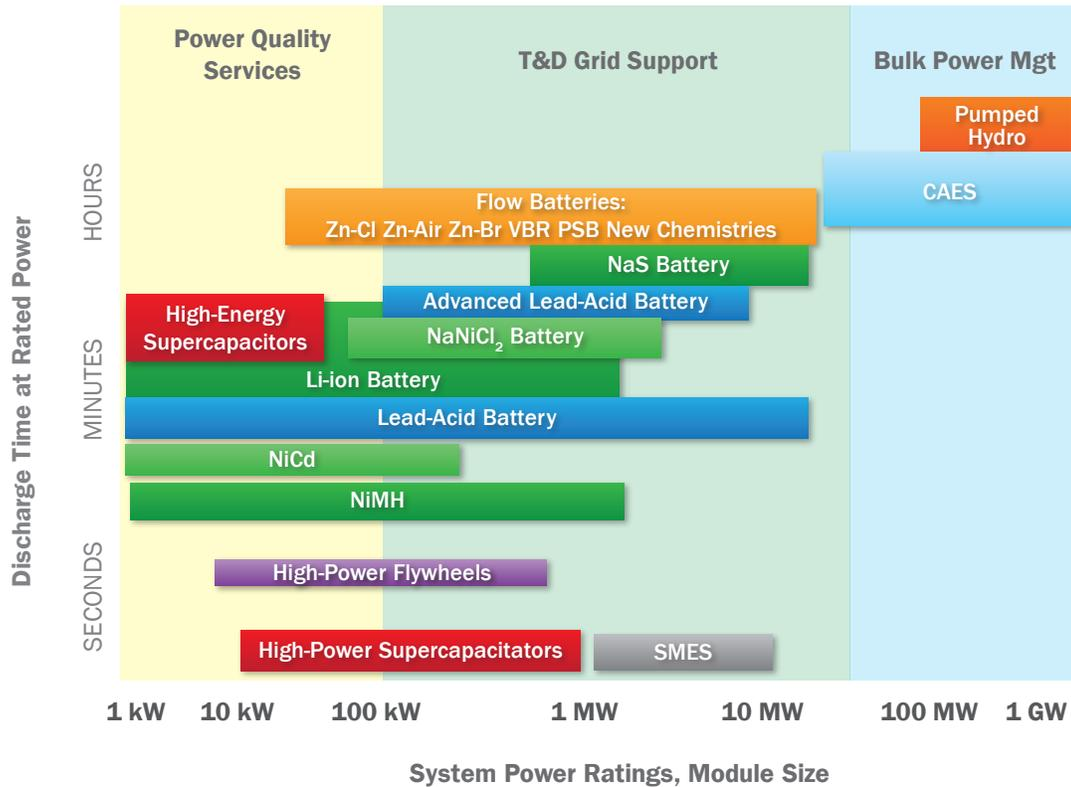 Power Quality
Services
T&D Grid Support
Bulk Power Mgt
Pumped
Hydro
CAES
Flow Batteries:
Zn-Cl Zn-Air Zn-Br VBR PSB New Chemistries
NaS Battery
Advanced Lead-Acid Battery
High-Energy
Supercapacitors
NaNiCl₂ Battery
Li-ion Battery
Lead-Acid Battery
NiCd
NiMH
High-Power Flywheels
High-Power Supercapacitators
SMES
Discharge Time at Rated Power
HOURS
MINUTES
SECONDS
1 kW 10 kW 100 kW 1 MW 10 MW 100 MW 1 GW
System Power Ratings, Module Size